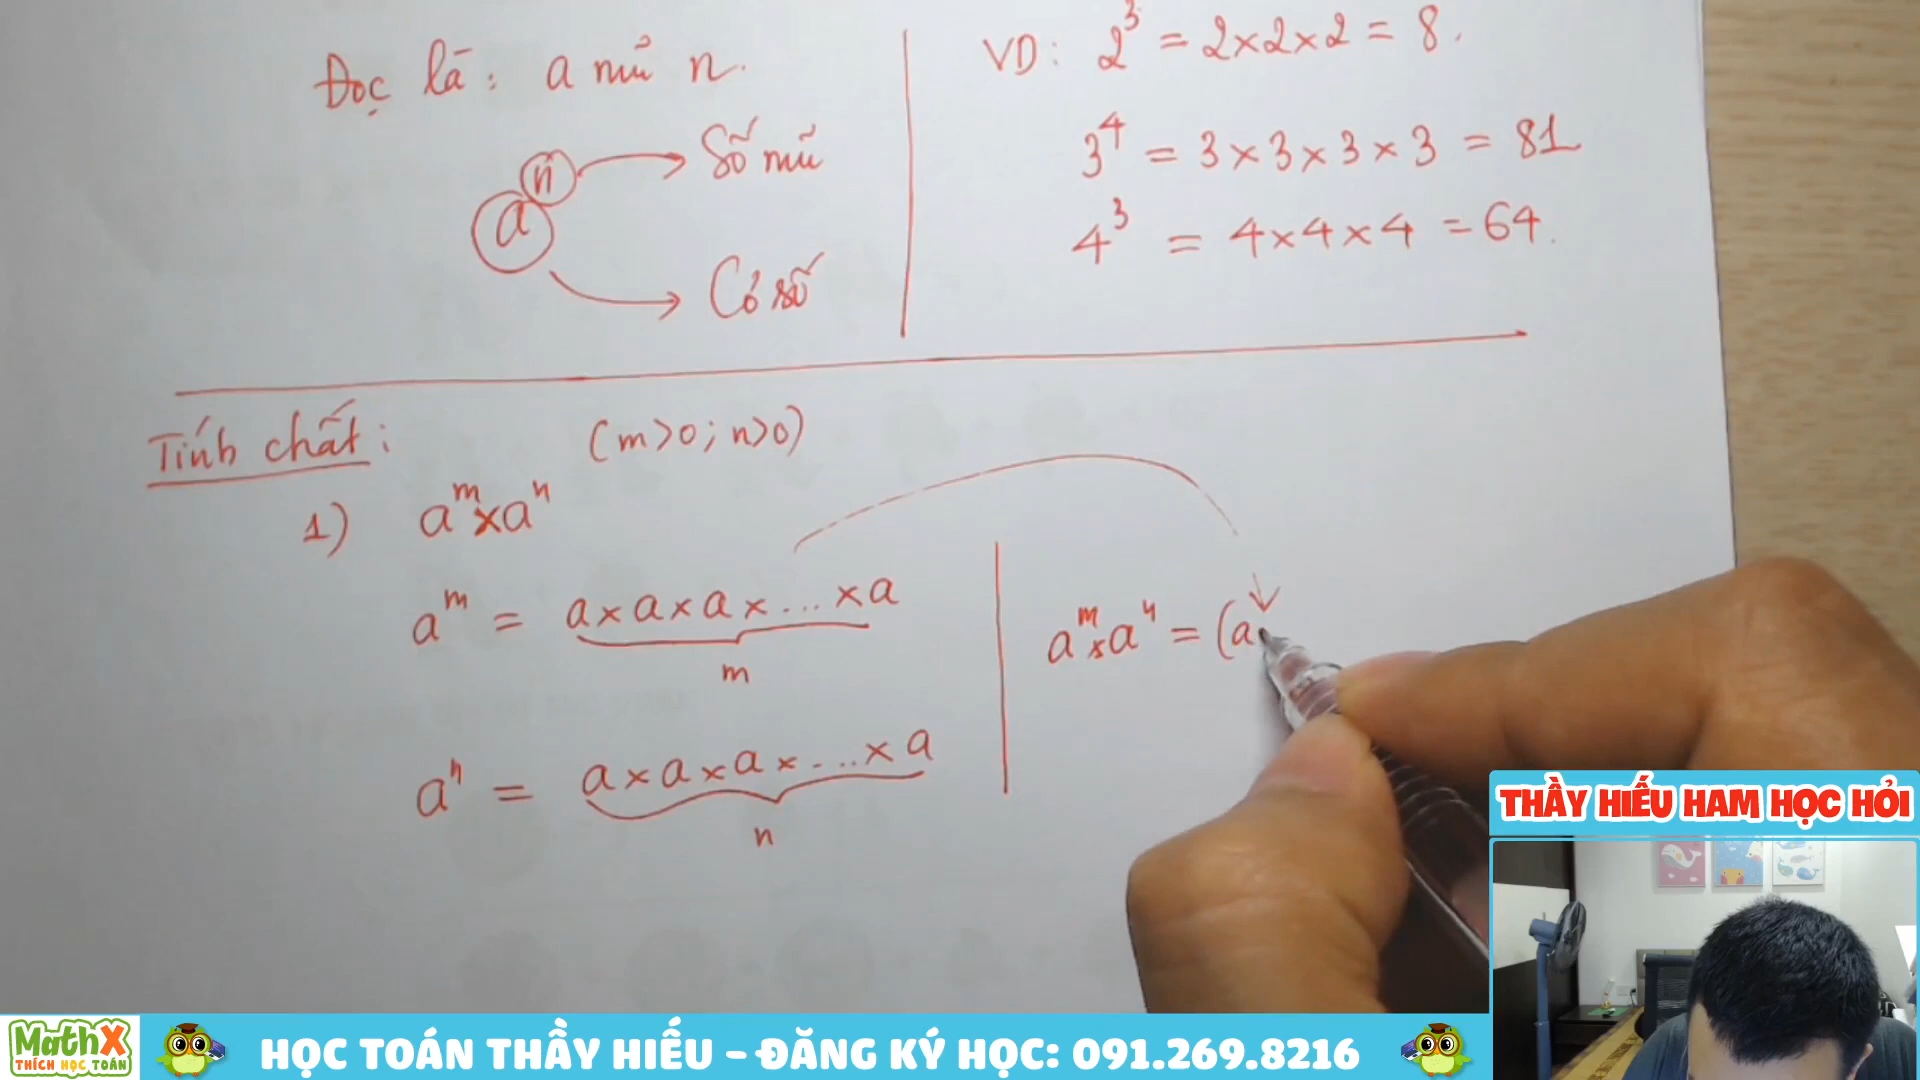 Đọc là: a mũ n.
n → Số mũ
a → Cơ số
VD: 2³ = 2×2×2 = 8.
3⁴ = 3×3×3×3 = 81
4³ = 4×4×4 = 64.
Tính chất: (m>0; n>0)
1) aᵐ×aⁿ
aᵐ = a×a×a×...×a
m
aⁿ = a×a×a×...×a
n
aᵐ×aⁿ = (a
THẦY HIẾU HAM HỌC HỎI
MathX
THÍCH HỌC TOÁN
HỌC TOÁN THẦY HIẾU - ĐĂNG KÝ HỌC: 091.269.8216